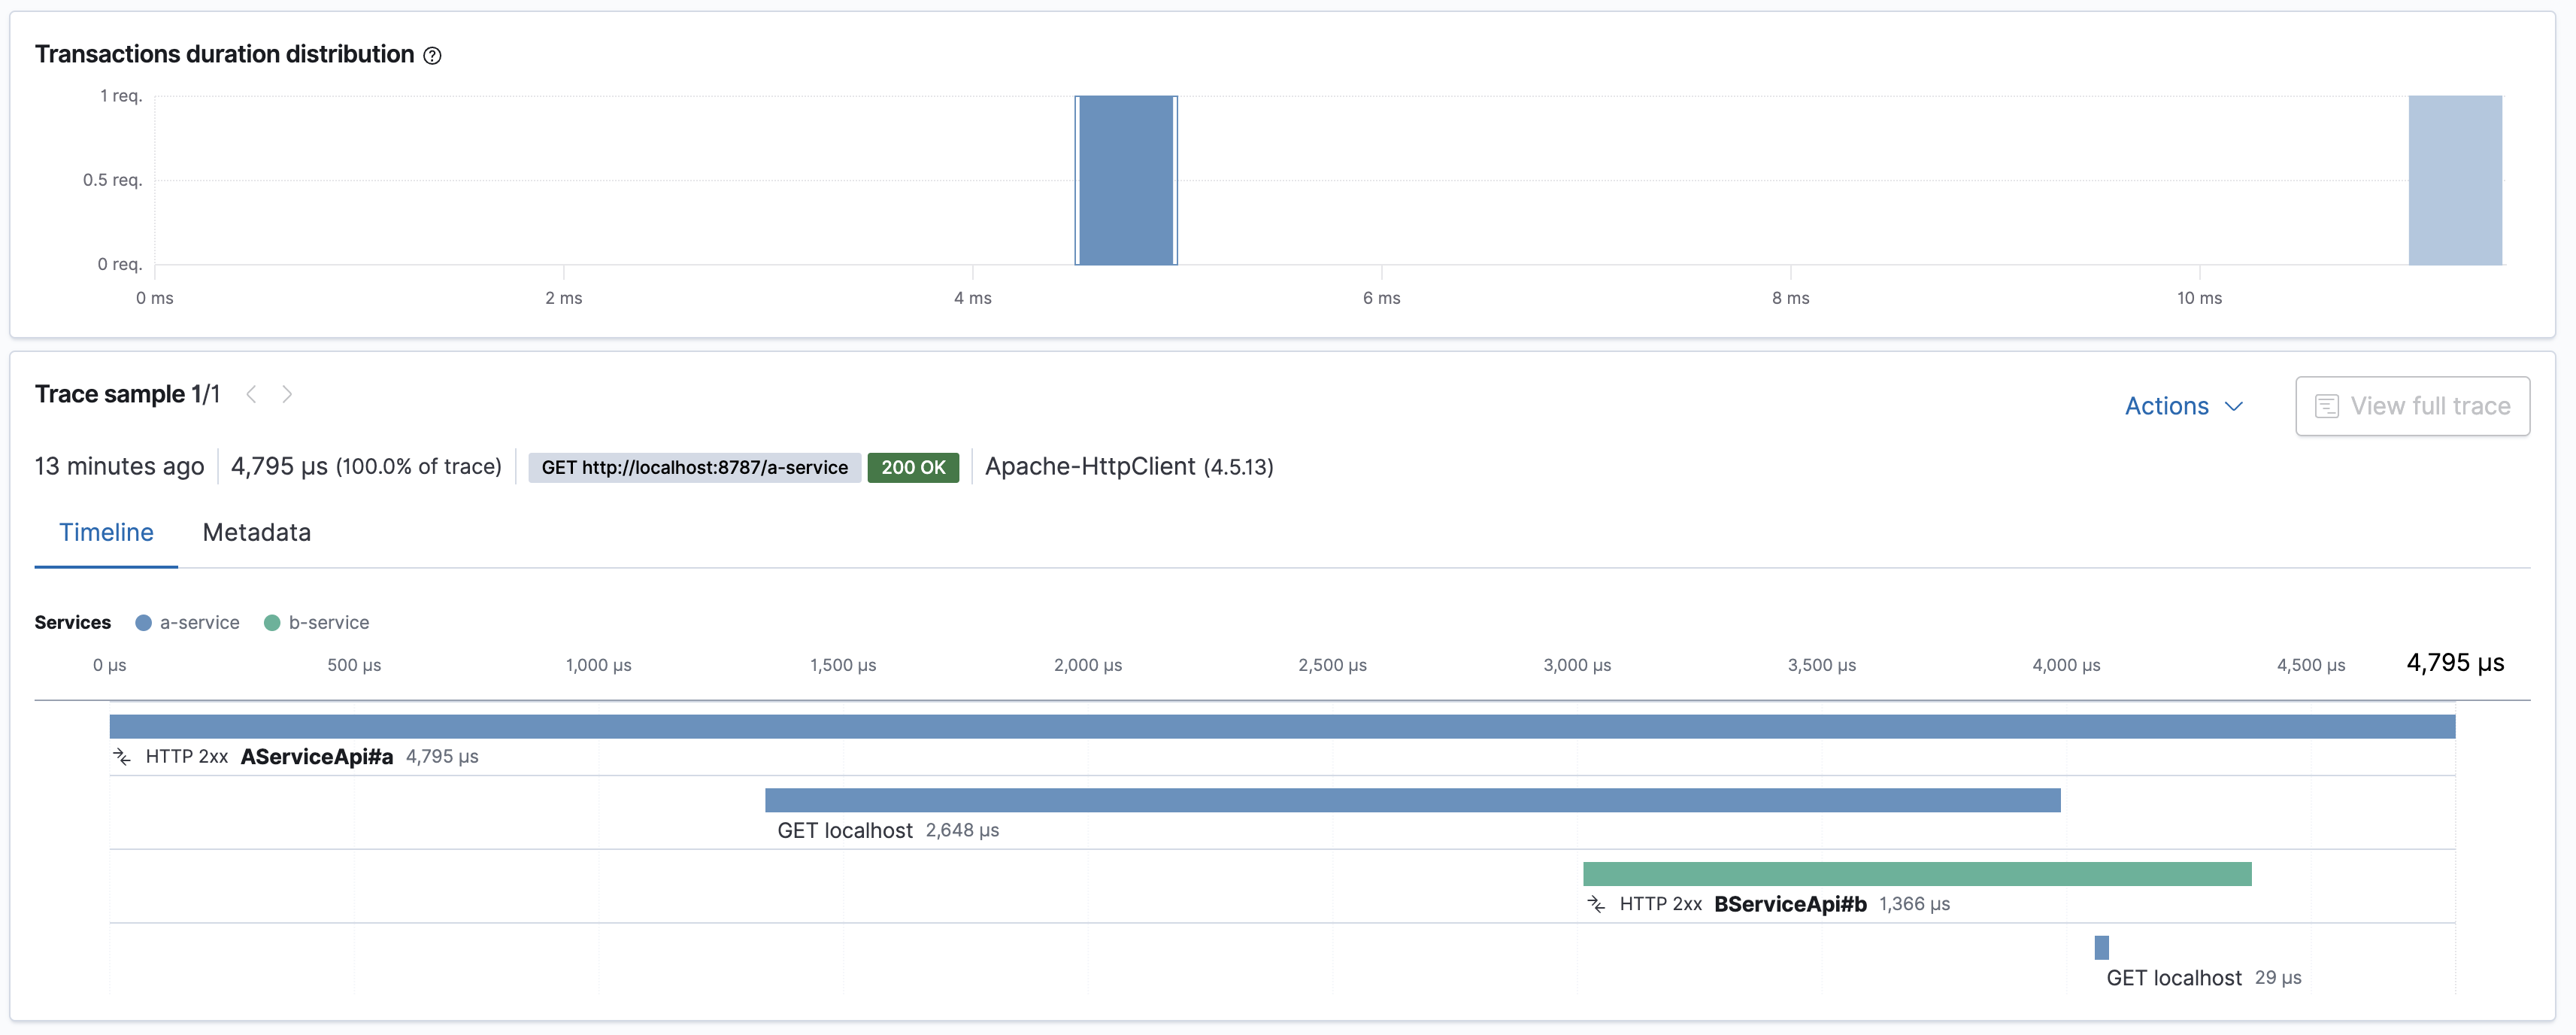 Transactions duration distribution
1 req.
0.5 req.
0 req.
0 ms 2 ms 4 ms 6 ms 8 ms 10 ms
Trace sample 1/1
Actions View full trace
13 minutes ago 4,795 μs (100.0% of trace) GET http://localhost:8787/a-service 200 OK Apache-HttpClient (4.5.13)
Timeline Metadata
Services a-service b-service
0 μs 500 μs 1,000 μs 1,500 μs 2,000 μs 2,500 μs 3,000 μs 3,500 μs 4,000 μs 4,500 μs 4,795 μs
HTTP 2xx AServiceApi#a 4,795 μs
GET localhost 2,648 μs
HTTP 2xx BServiceApi#b 1,366 μs
GET localhost 29 μs